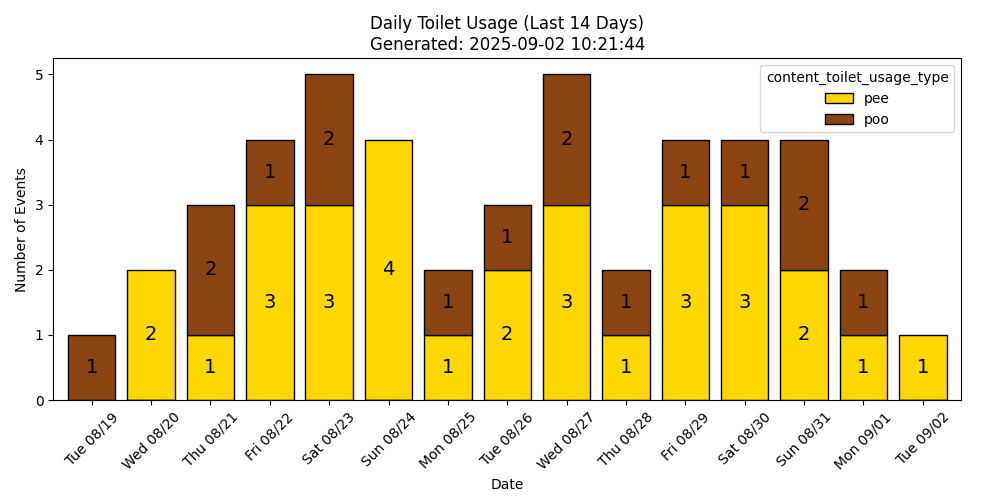 Daily Toilet Usage (Last 14 Days)
Generated: 2025-09-02 10:21:44
content_toilet_usage_type
pee
poo
Number of Events
5
4
3
2
1
0
1
2
2
1
1
3
2
3
4
1
1
1
2
2
3
1
1
1
3
1
3
2
2
1
1
1
Tue 08/19
Wed 08/20
Thu 08/21
Fri 08/22
Sat 08/23
Sun 08/24
Mon 08/25
Tue 08/26
Wed 08/27
Thu 08/28
Fri 08/29
Sat 08/30
Sun 08/31
Mon 09/01
Tue 09/02
Date